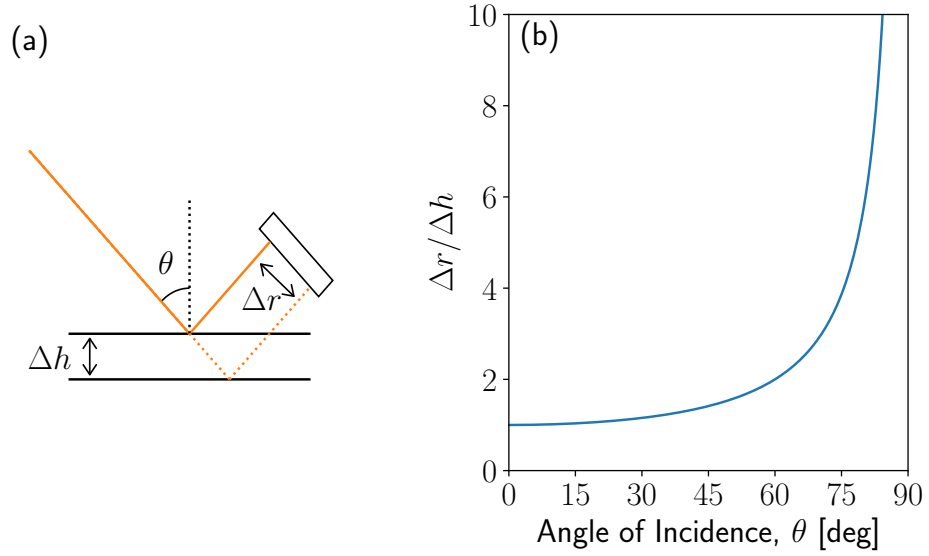 (a)
θ
Δr
Δh
(b)
Δr/Δh
10
8
6
4
2
0
0 15 30 45 60 75 90
Angle of Incidence, θ [deg]